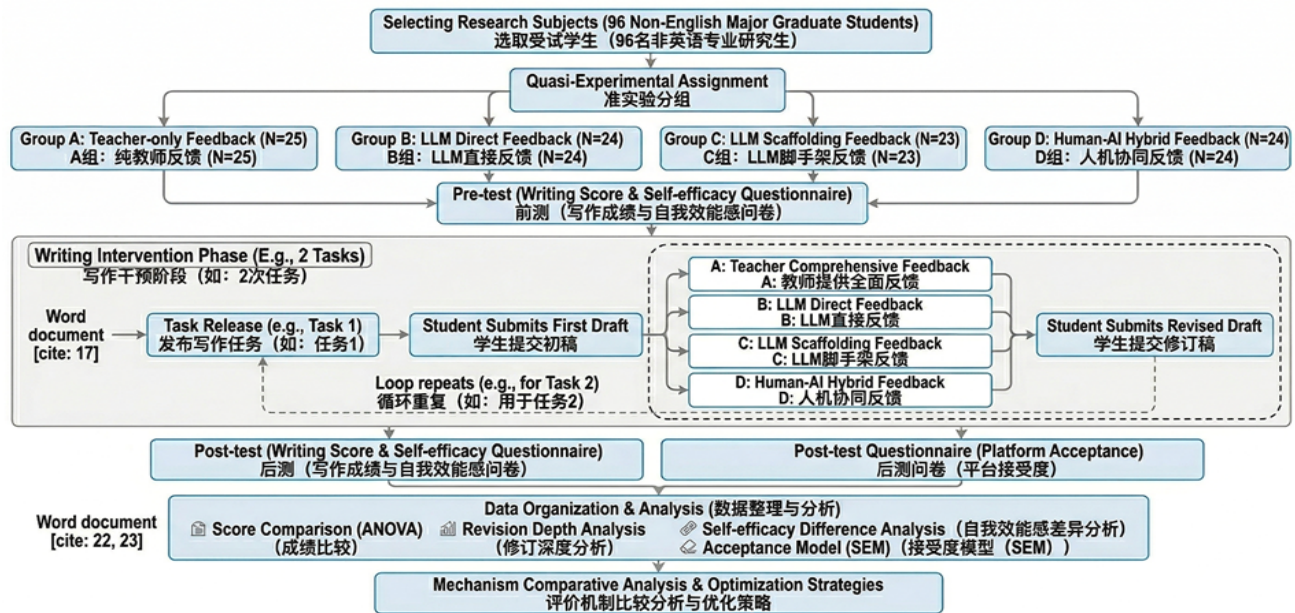 Selecting Research Subjects (96 Non-English Major Graduate Students)
选取受试学生（96名非英语专业研究生）
Quasi-Experimental Assignment
准实验分组
Group A: Teacher-only Feedback (N=25)
A组：纯教师反馈 (N=25)
Group B: LLM Direct Feedback (N=24)
B组：LLM直接反馈 (N=24)
Group C: LLM Scaffolding Feedback (N=23)
C组：LLM脚手架反馈 (N=23)
Group D: Human-AI Hybrid Feedback (N=24)
D组：人机协同反馈 (N=24)
Pre-test (Writing Score & Self-efficacy Questionnaire)
前测（写作成绩与自我效能感问卷）
Writing Intervention Phase (E.g., 2 Tasks)
写作干预阶段（如：2次任务）
Word
document
[cite: 17]
Task Release (e.g., Task 1)
发布写作任务（如：任务1）
Student Submits First Draft
学生提交初稿
A: Teacher Comprehensive Feedback
A: 教师提供全面反馈
B: LLM Direct Feedback
B: LLM直接反馈
C: LLM Scaffolding Feedback
C: LLM脚手架反馈
D: Human-AI Hybrid Feedback
D: 人机协同反馈
Student Submits Revised Draft
学生提交修订稿
Loop repeats (e.g., for Task 2)
循环重复（如：用于任务2）
Post-test (Writing Score & Self-efficacy Questionnaire)
后测（写作成绩与自我效能感问卷）
Post-test Questionnaire (Platform Acceptance)
后测问卷（平台接受度）
Word document
[cite: 22, 23]
Data Organization & Analysis (数据整理与分析)
Score Comparison (ANOVA)
（成绩比较）
Revision Depth Analysis
（修订深度分析）
Self-efficacy Difference Analysis（自我效能感差异分析）
Acceptance Model (SEM)（接受度模型（SEM））
Mechanism Comparative Analysis & Optimization Strategies
评价机制比较分析与优化策略